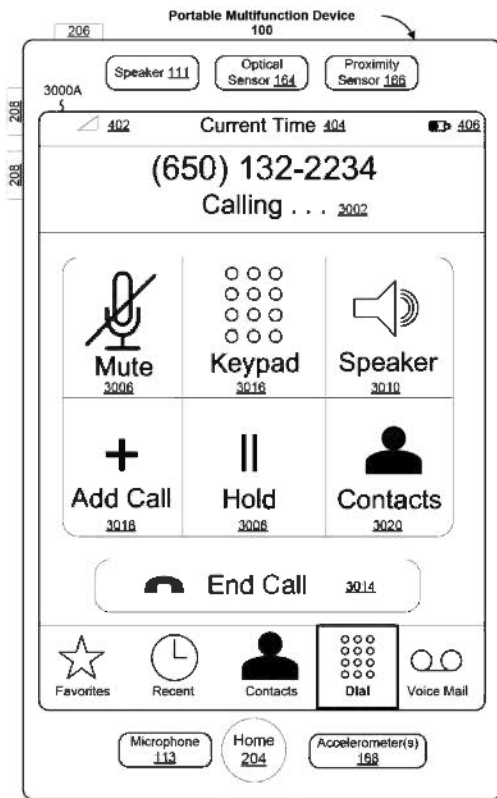 Portable Multifunction Device
100
206
Speaker 111
Optical
Sensor 164
Proximity
Sensor 166
208
3000A
402
Current Time 404
406
208
(650) 132-2234
Calling . . . 3002
Mute
3006
Keypad
3016
Speaker
3010
Add Call
3018
Hold
3008
Contacts
3020
End Call 3014
Favorites
Recent
Contacts
Dial
Voice Mail
Microphone
113
Home
204
Accelerometer(s)
168